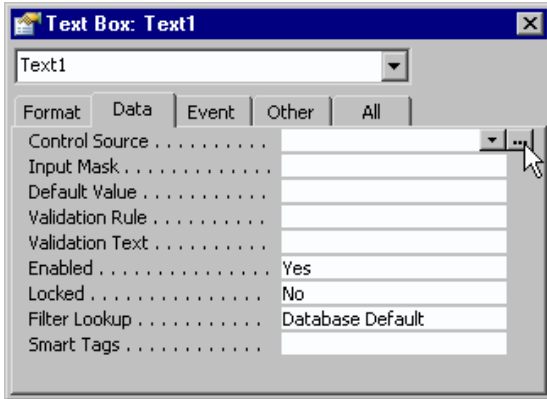 Text Box: Text1
Text1
Format Data Event Other All
Control Source . . . . . . . . . . ...
Input Mask . . . . . . . . . . . . .
Default Value . . . . . . . . . . . .
Validation Rule . . . . . . . . . . .
Validation Text . . . . . . . . . .
Enabled . . . . . . . . . . . . . . . Yes
Locked . . . . . . . . . . . . . . . . No
Filter Lookup . . . . . . . . . . . Database Default
Smart Tags . . . . . . . . . . . .